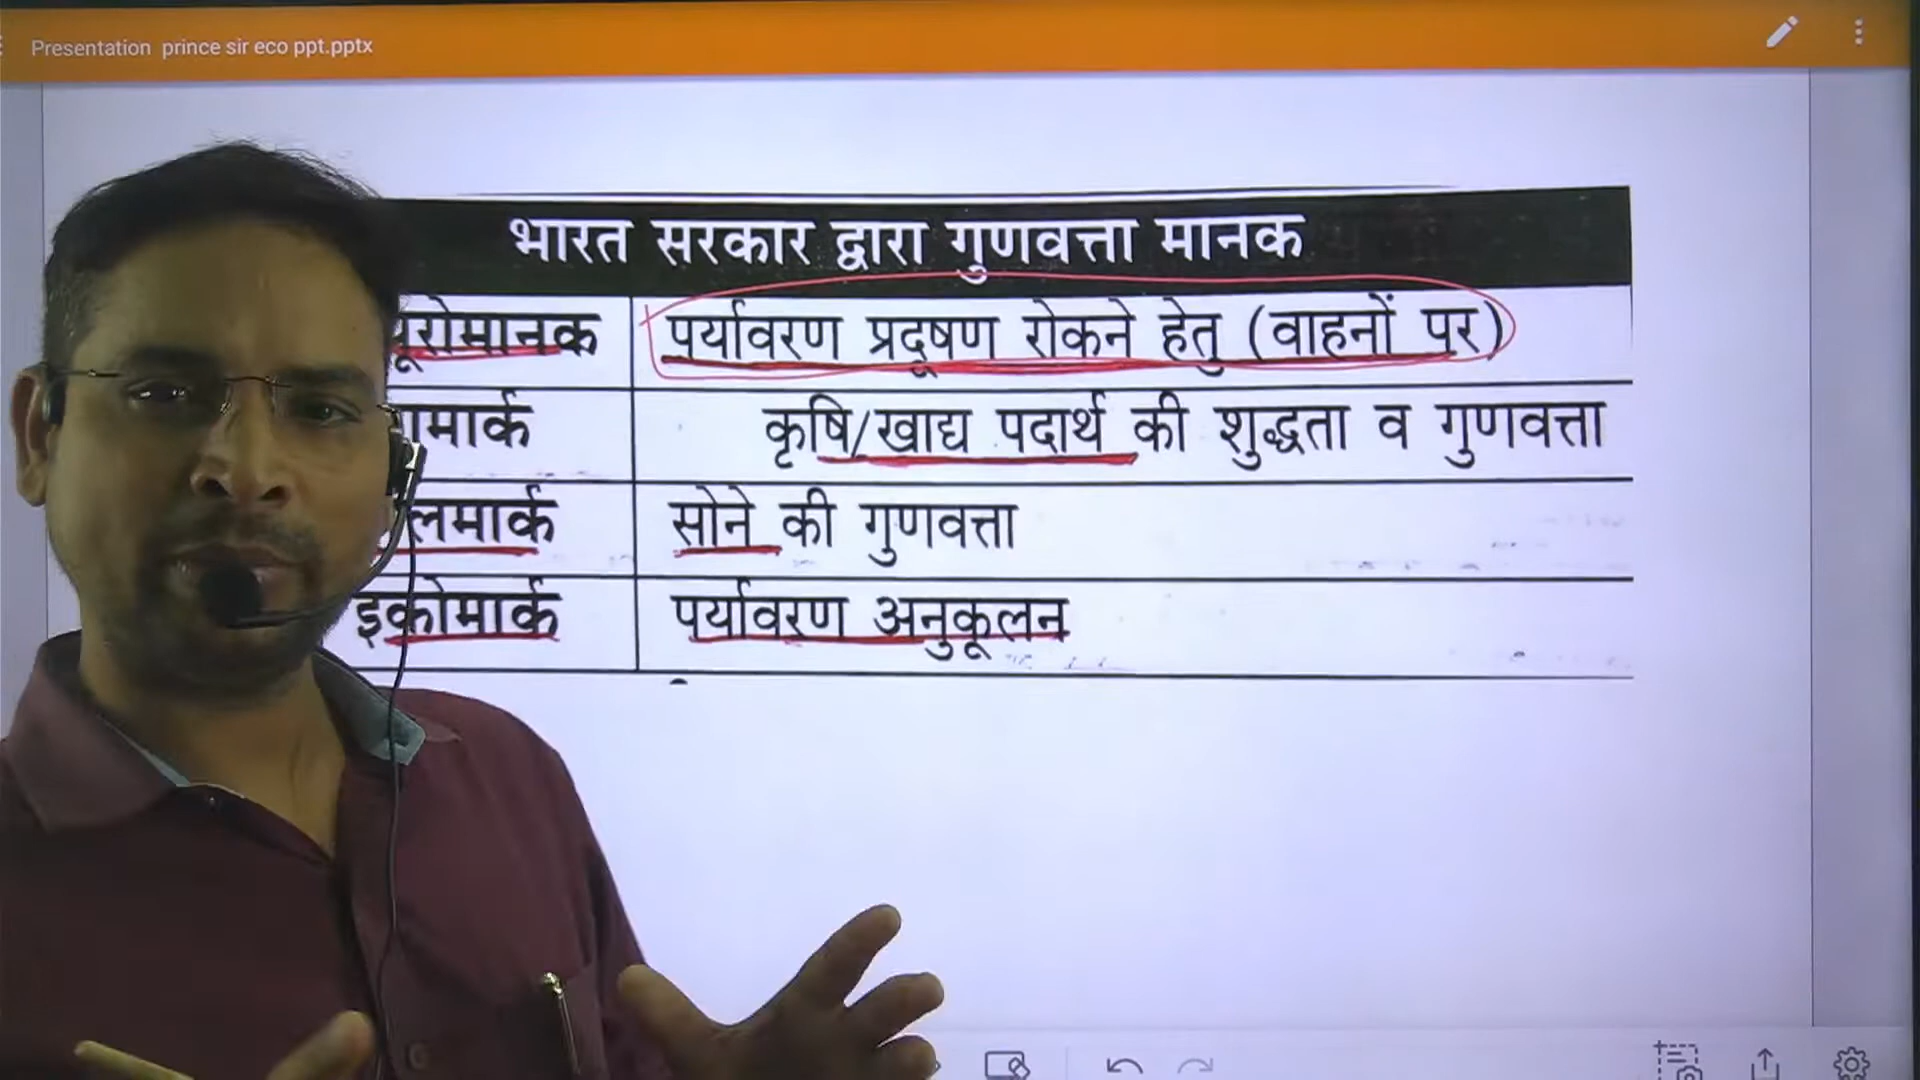 Presentation prince sir eco ppt.pptx
भारत सरकार द्वारा गुणवत्ता मानक
यूरोमानक पर्यावरण प्रदूषण रोकने हेतु (वाहनों पर)
कृषि/खाद्य पदार्थ की शुद्धता व गुणवत्ता
सोने की गुणवत्ता
इकोमार्क पर्यावरण अनुकूलन